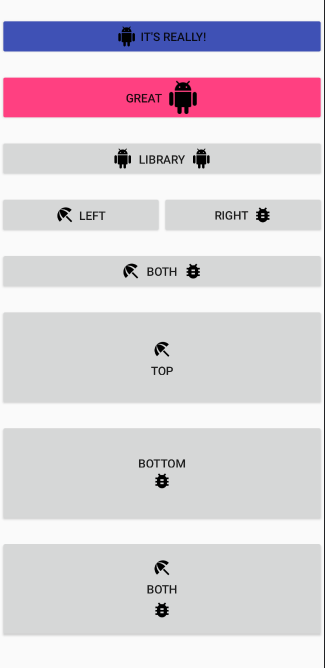 IT'S REALLY!
GREAT
LIBRARY
LEFT
RIGHT
BOTH
TOP
BOTTOM
BOTH